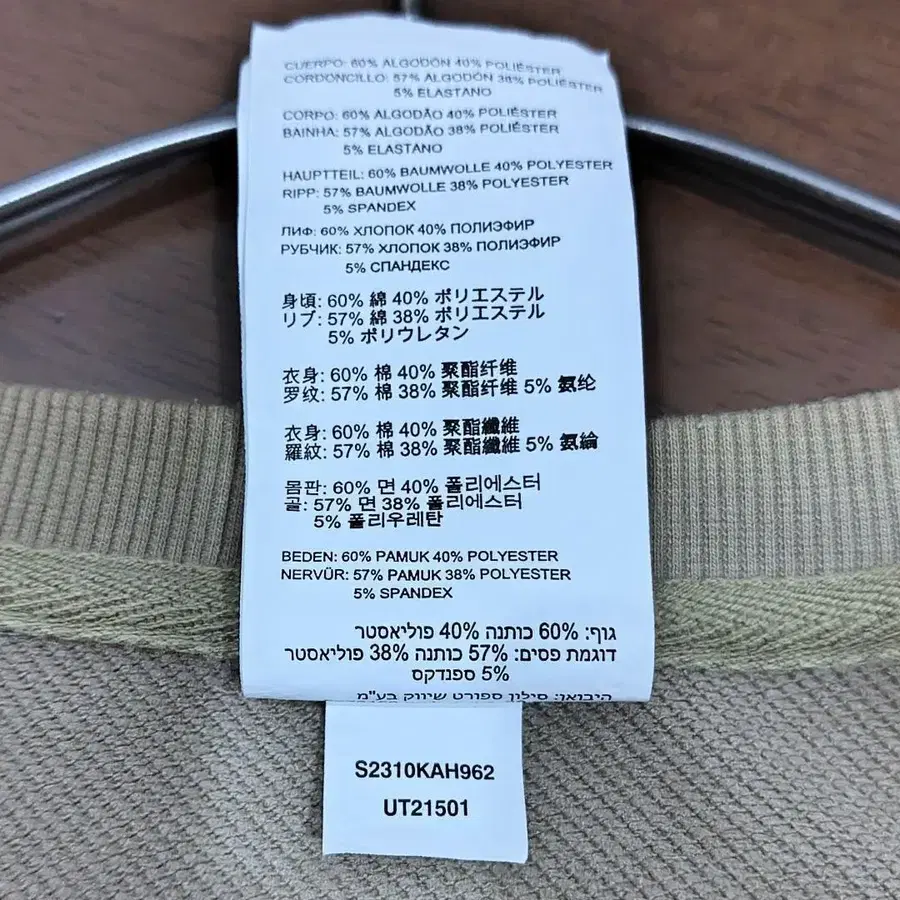 CUERPO: 60% ALGODÓN 40% POLIÉSTER
CORDONCILLO: 57% ALGODÓN 38% POLIÉSTER
5% ELASTANO
CORPO: 60% ALGODÃO 40% POLIÉSTER
BAINHA: 57% ALGODÃO 38% POLIÉSTER
5% ELASTANO
HAUPTTEIL: 60% BAUMWOLLE 40% POLYESTER
RIPP: 57% BAUMWOLLE 38% POLYESTER
5% SPANDEX
ЛИФ: 60% ХЛОПОК 40% ПОЛИЭФИР
РУБЧИК: 57% ХЛОПОК 38% ПОЛИЭФИР
5% СПАНДЕКС
身頃: 60% 綿 40% ポリエステル
リブ: 57% 綿 38% ポリエステル
5% ポリウレタン
衣身: 60% 棉 40% 聚酯纤维
罗纹: 57% 棉 38% 聚酯纤维 5% 氨纶
衣身: 60% 棉 40% 聚酯纖維
羅紋: 57% 棉 38% 聚酯纖維 5% 氨綸
몸판: 60% 면 40% 폴리에스터
골: 57% 면 38% 폴리에스터
5% 폴리우레탄
BEDEN: 60% PAMUK 40% POLYESTER
NERVÜR: 57% PAMUK 38% POLYESTER
5% SPANDEX
גוף: 60% כותנה 40% פוליאסטר
דוגמת פסים: 57% כותנה 38% פוליאסטר
5% ספנדקס
היבואן: סילון ספורט שיווק בע"מ
S2310KAH962
UT21501